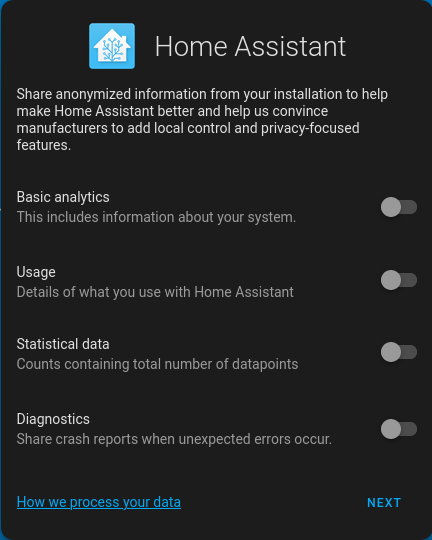 Home Assistant
Share anonymized information from your installation to help
make Home Assistant better and help us convince
manufacturers to add local control and privacy-focused
features.
Basic analytics
This includes information about your system.
Usage
Details of what you use with Home Assistant
Statistical data
Counts containing total number of datapoints
Diagnostics
Share crash reports when unexpected errors occur.
How we process your data
NEXT